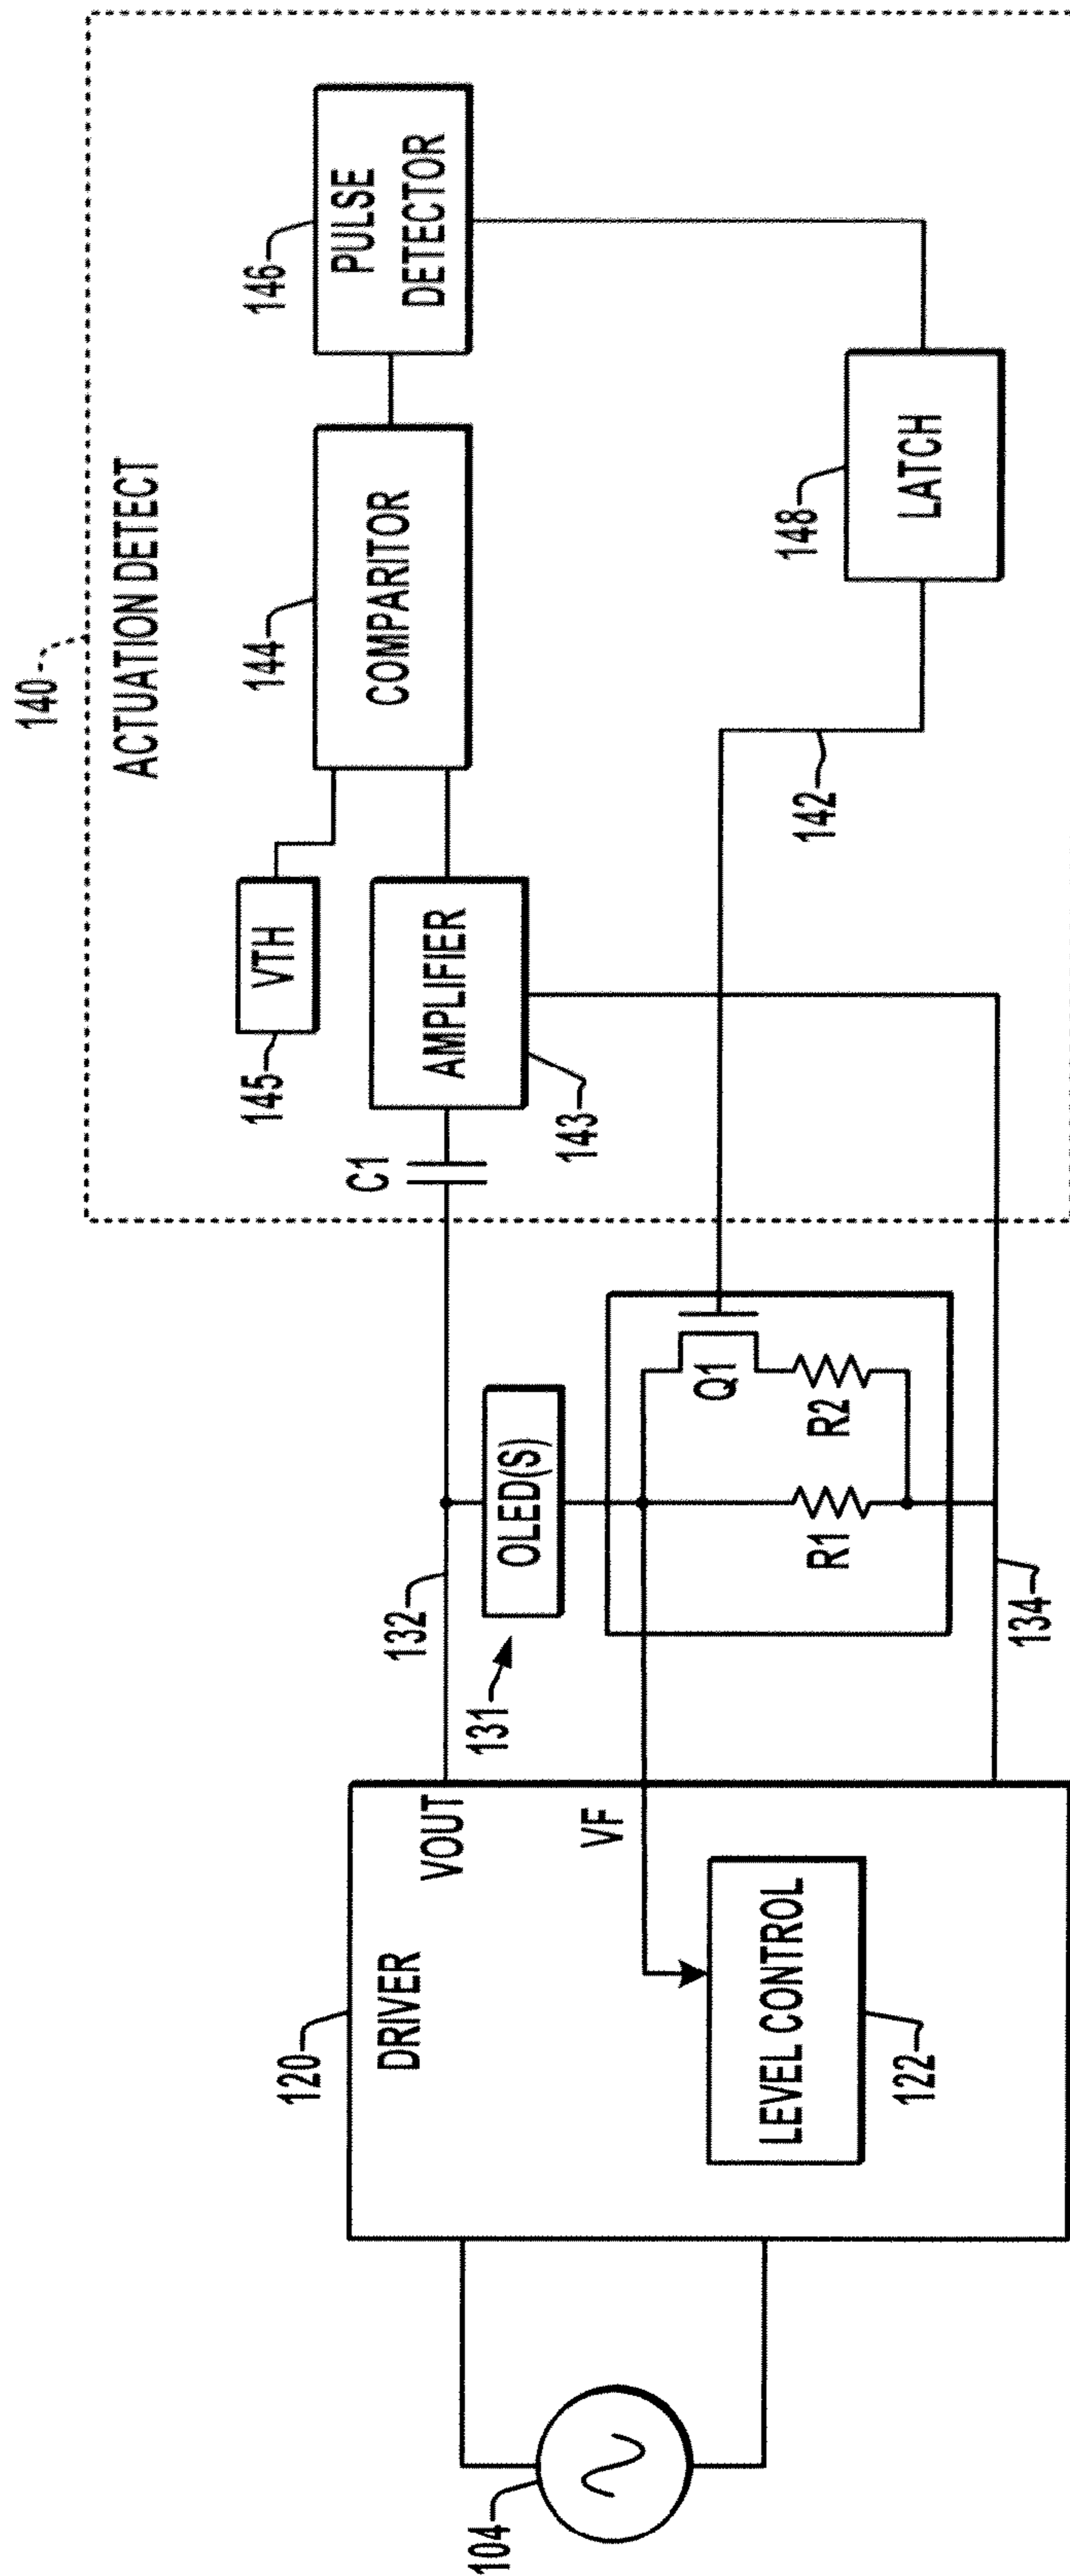 140
ACTUATION DETECT
146
PULSE
DETECTOR
144
COMPARITOR
VTH
145
AMPLIFIER
143
C1
148
LATCH
142
132
OLED(S)
131
Q1
R2
R1
134
120
DRIVER
VOUT
VF
LEVEL CONTROL
122
104